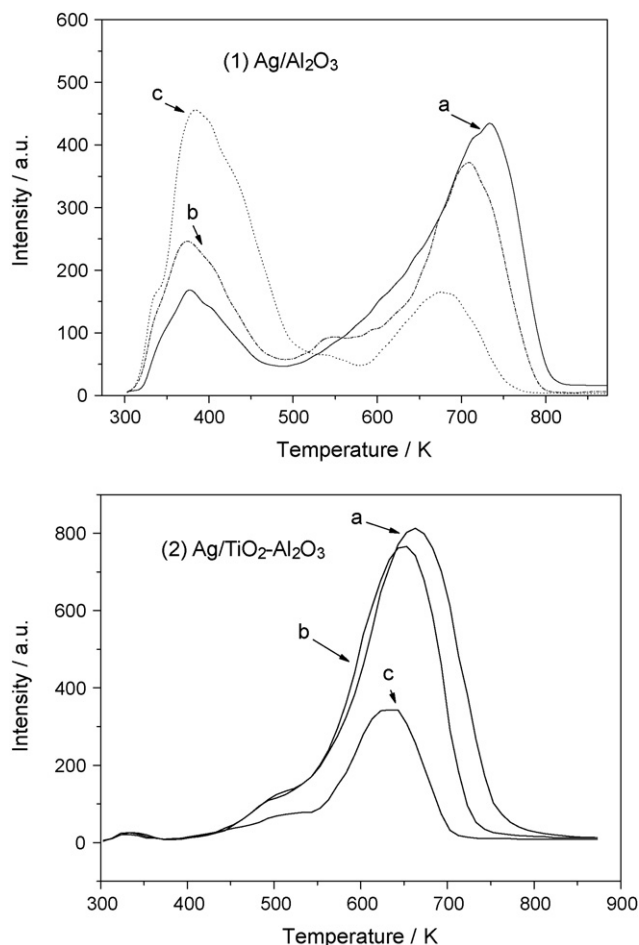 600
(1) Ag/Al₂O₃
500
c
a
400
300
b
200
100
0
300 400 500 600 700 800
Intensity / a.u.
Temperature / K
a
800
(2) Ag/TiO₂-Al₂O₃
600
b
400
c
200
0
300 400 500 600 700 800 900
Intensity / a.u.
Temperature / K